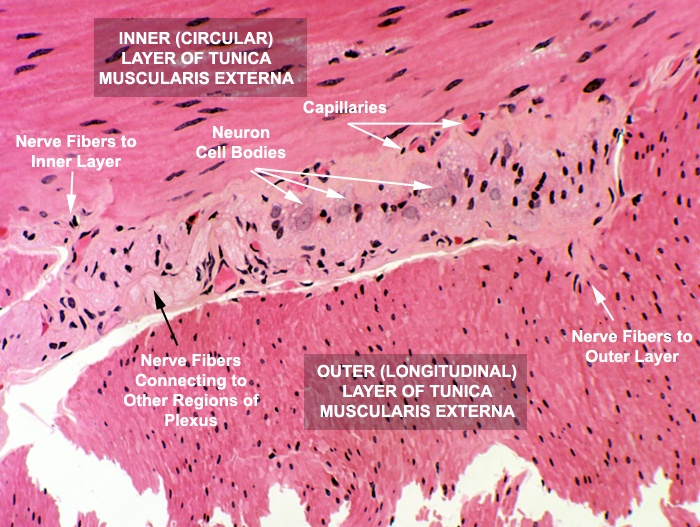 INNER (CIRCULAR)
LAYER OF TUNICA
MUSCULARIS EXTERNA
Capillaries
Neuron
Cell Bodies
Nerve Fibers to
Inner Layer
Nerve Fibers to
Outer Layer
Nerve Fibers
Connecting to
Other Regions of
Plexus
OUTER (LONGITUDINAL)
LAYER OF TUNICA
MUSCULARIS EXTERNA